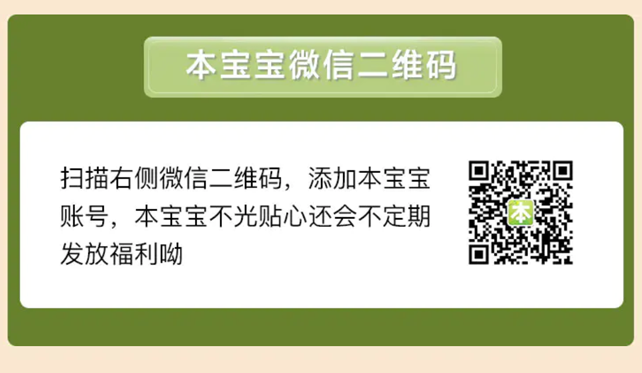 本宝宝微信二维码
扫描右侧微信二维码，添加本宝宝
账号，本宝宝不光贴心还会不定期
发放福利呦
本